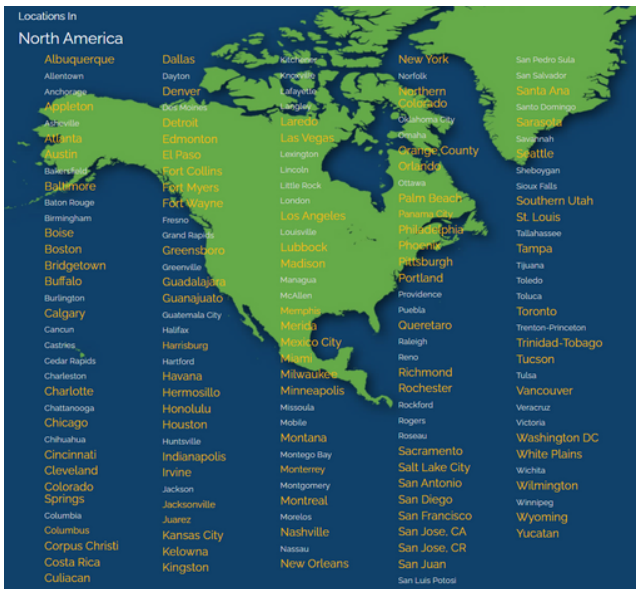 Locations In
North America
Albuquerque
Allentown
Anchorage
Appleton
Asheville
Atlanta
Austin
Bakersfield
Baltimore
Baton Rouge
Birmingham
Boise
Boston
Bridgetown
Buffalo
Burlington
Calgary
Cancun
Castries
Cedar Rapids
Charleston
Charlotte
Chattanooga
Chicago
Chihuahua
Cincinnati
Cleveland
Colorado
Springs
Columbia
Columbus
Corpus Christi
Costa Rica
Culiacan
Dallas
Dayton
Denver
Des Moines
Detroit
Edmonton
El Paso
Fort Collins
Fort Myers
Fort Wayne
Fresno
Grand Rapids
Greensboro
Greenville
Guadalajara
Guanajuato
Guatemala City
Halifax
Harrisburg
Hartford
Havana
Hermosillo
Honolulu
Houston
Huntsville
Indianapolis
Irvine
Jackson
Jacksonville
Juarez
Kansas City
Kelowna
Kingston
Kitchener
Knoxville
Lafayette
Langley
Laredo
Las Vegas
Lexington
Lincoln
Little Rock
London
Los Angeles
Louisville
Lubbock
Madison
Managua
McAllen
Memphis
Merida
Mexico City
Miami
Milwaukee
Minneapolis
Missoula
Mobile
Montana
Montego Bay
Monterrey
Montgomery
Montreal
Morelos
Nashville
Nassau
New Orleans
New York
Norfolk
Northern
Colorado
Oklahoma City
Omaha
Orange County
Orlando
Ottawa
Palm Beach
Panama City
Philadelphia
Phoenix
Pittsburgh
Portland
Providence
Puebla
Queretaro
Raleigh
Reno
Richmond
Rochester
Rockford
Rogers
Roseau
Sacramento
Salt Lake City
San Antonio
San Diego
San Francisco
San Jose, CA
San Jose, CR
San Juan
San Luis Potosi
San Pedro Sula
San Salvador
Santa Ana
Santo Domingo
Sarasota
Savannah
Seattle
Sheboygan
Sioux Falls
Southern Utah
St. Louis
Tallahassee
Tampa
Tijuana
Toledo
Toluca
Toronto
Trenton-Princeton
Trinidad-Tobago
Tucson
Tulsa
Vancouver
Veracruz
Victoria
Washington DC
White Plains
Wichita
Wilmington
Winnipeg
Wyoming
Yucatan